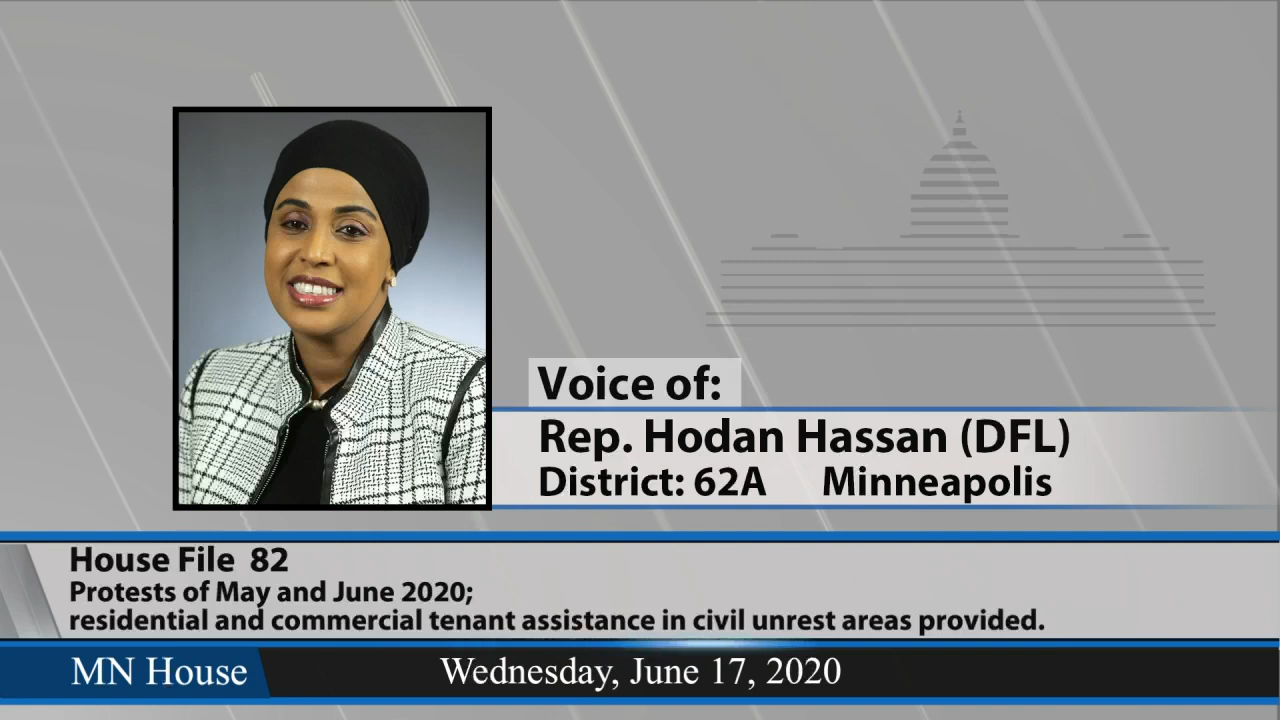 Voice of:
Rep. Hodan Hassan (DFL)
District: 62A Minneapolis
House File 82
Protests of May and June 2020;
residential and commercial tenant assistance in civil unrest areas provided.
MN House Wednesday, June 17, 2020